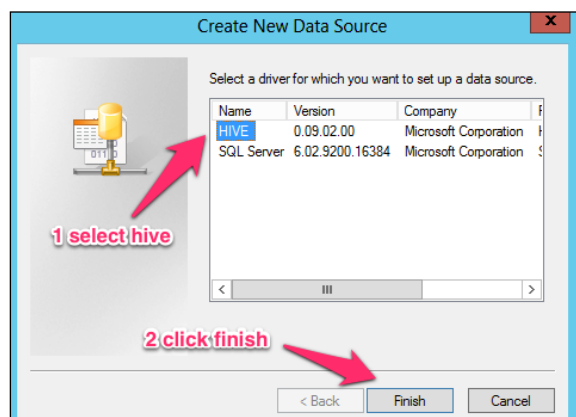 Create New Data Source
x
Select a driver for which you want to set up a data source.
Name Version Company F
HIVE 0.09.02.00 Microsoft Corporation H
SQL Server 6.02.9200.16384 Microsoft Corporation S
1 select hive
2 click finish
< Back Finish Cancel